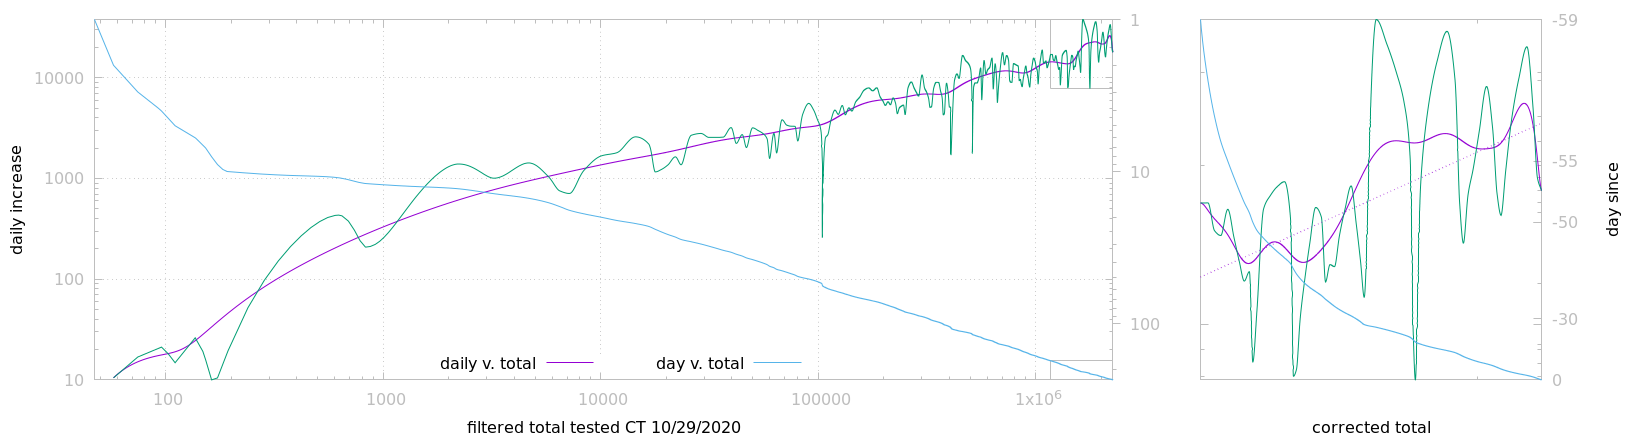 daily increase
10000
1000
100
10
100
1000
10000
100000
1x10⁶
1
10
100
daily v. total
day v. total
filtered total tested CT 10/29/2020
-59
-55
-50
-30
0
day since
corrected total